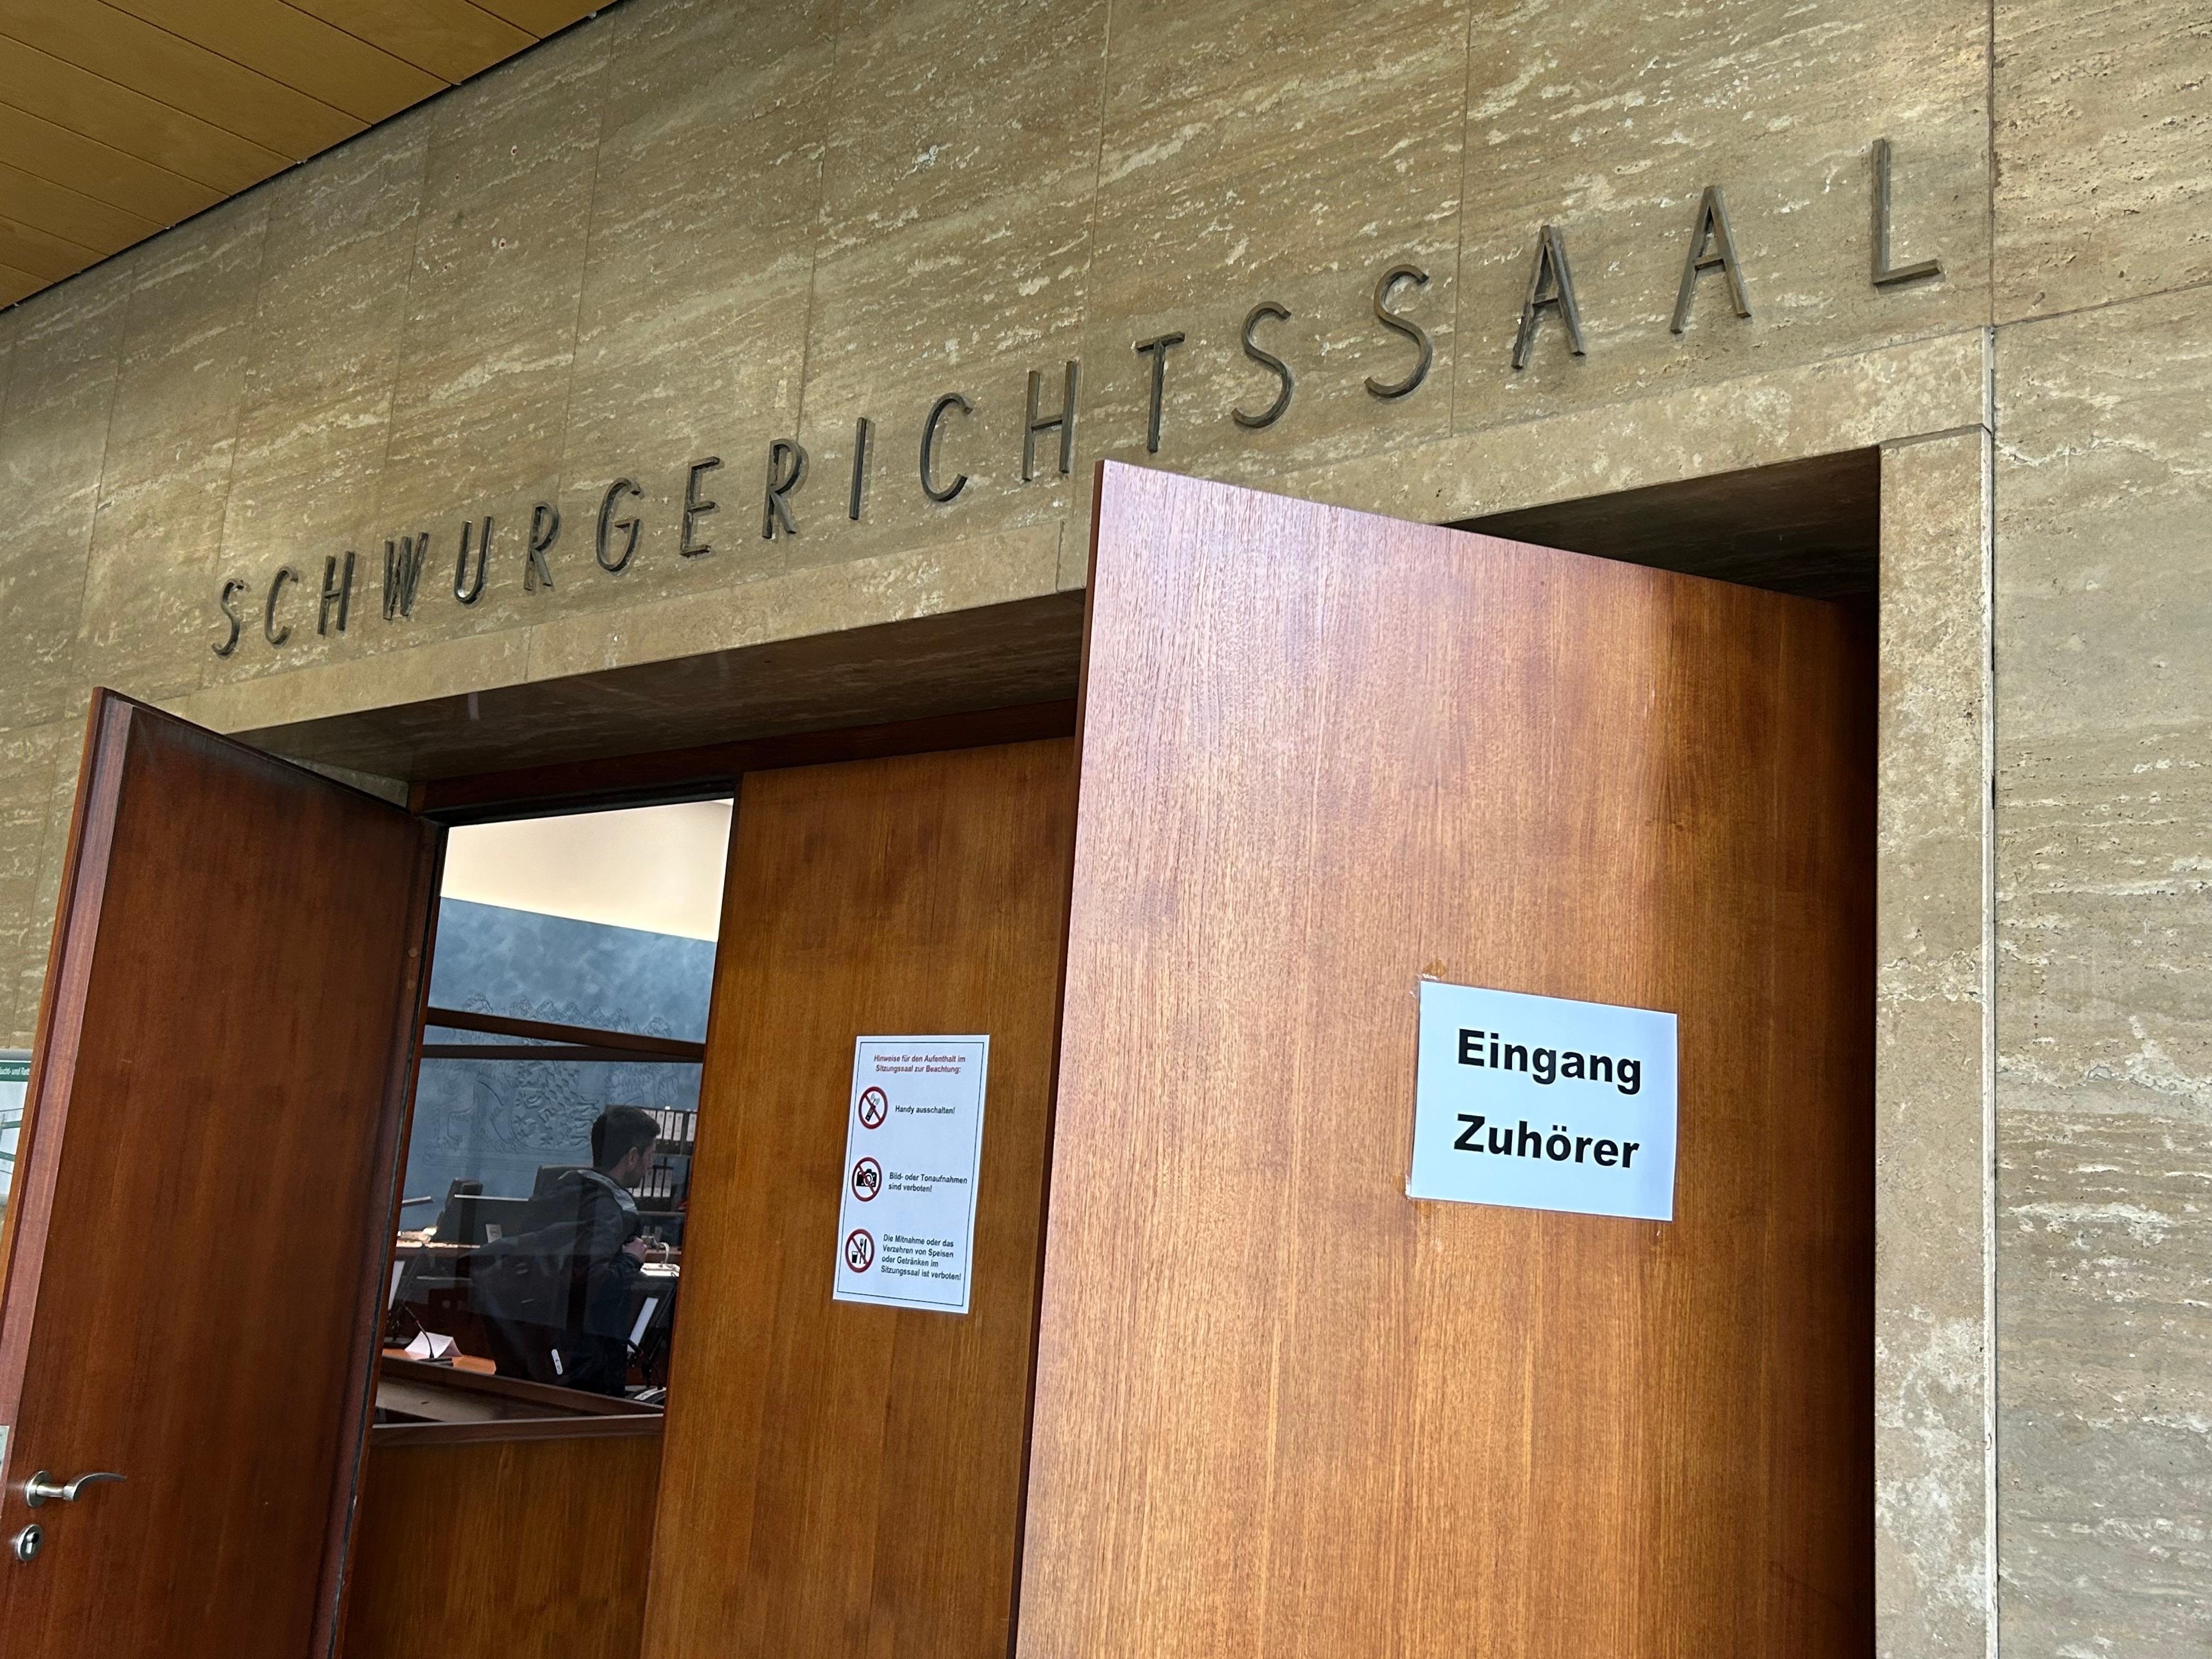 SCHWURGERICHTSSAAL
Hinweise für den Aufenthalt im
Sitzungssaal zur Beachtung:
Handy ausschalten!
Bild- oder Tonaufnahmen
sind verboten!
Die Mitnahme oder das
Verzehren von Speisen
oder Getränken im
Sitzungssaal ist verboten!
Eingang
Zuhörer